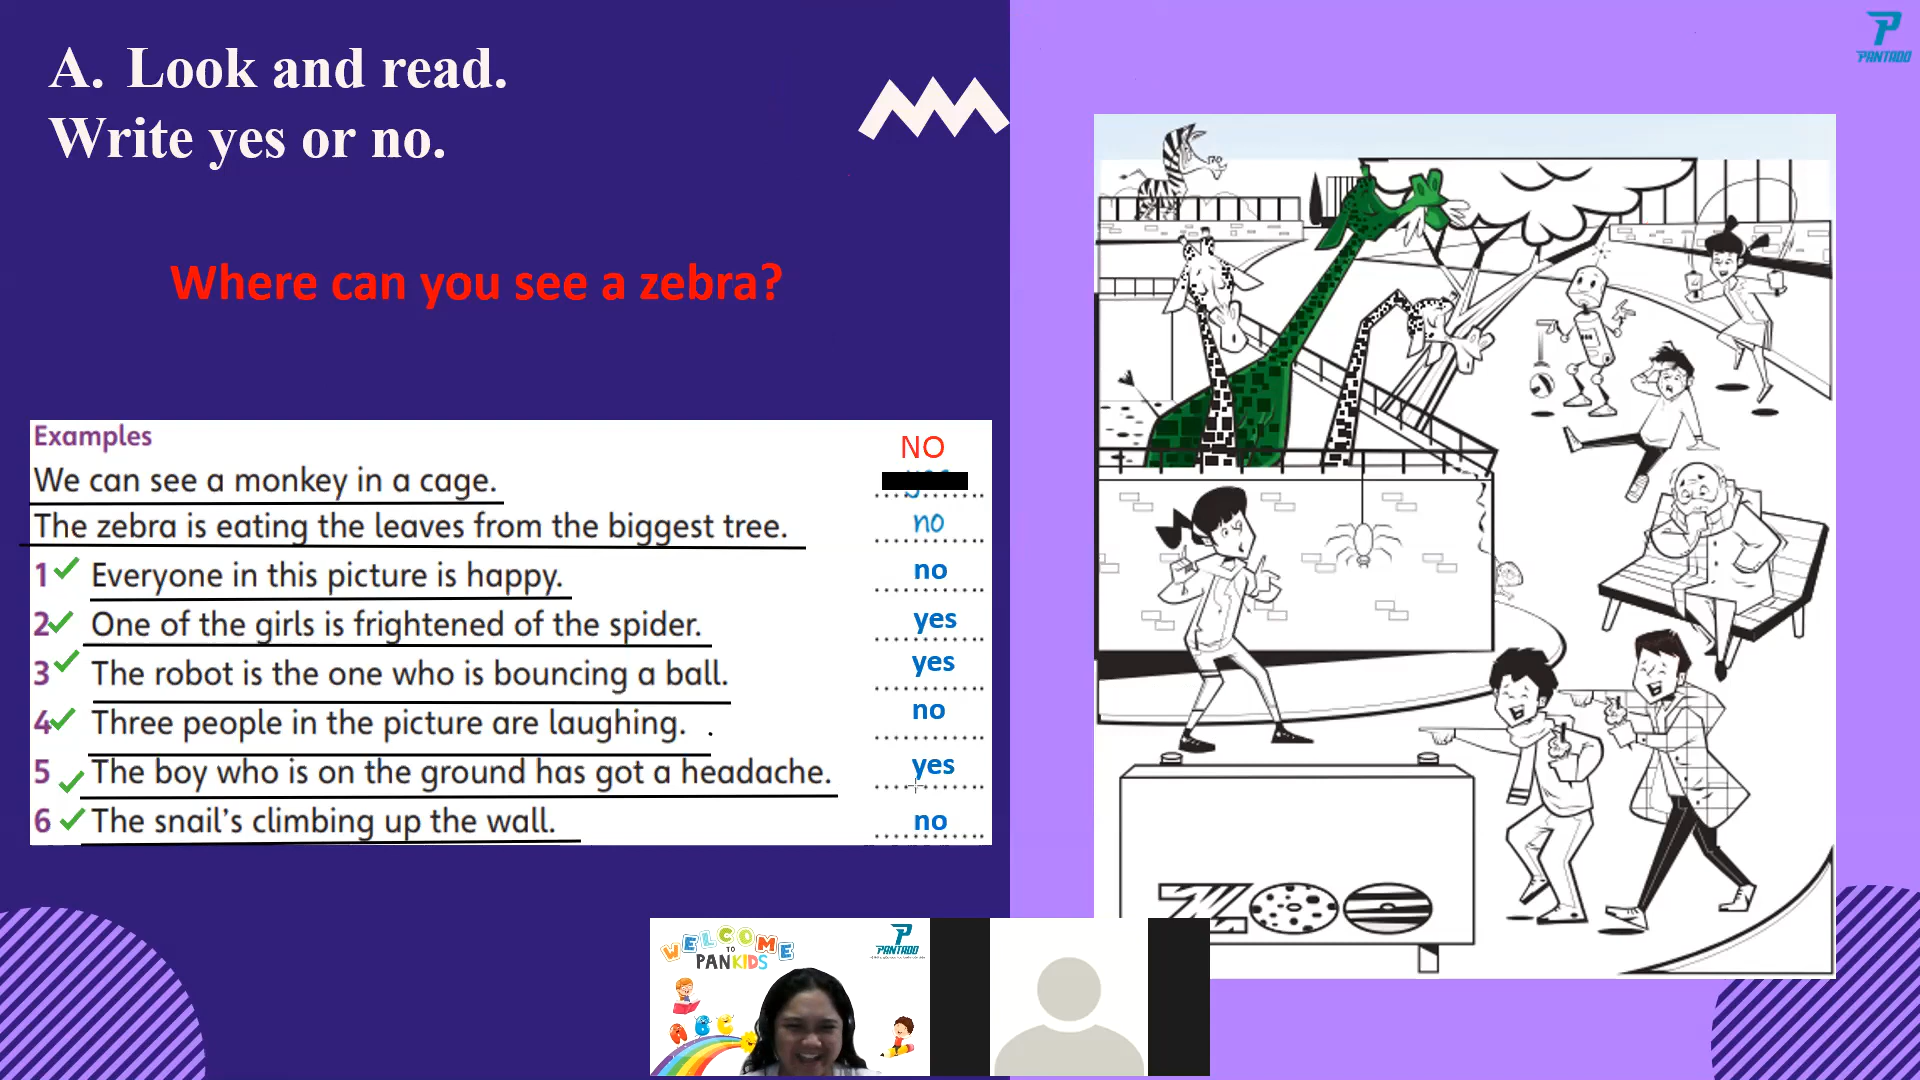 A. Look and read.
Write yes or no.
Where can you see a zebra?
Examples
We can see a monkey in a cage. NO
The zebra is eating the leaves from the biggest tree. no
1 Everyone in this picture is happy. no
2 One of the girls is frightened of the spider. yes
3 The robot is the one who is bouncing a ball. yes
4 Three people in the picture are laughing. no
5 The boy who is on the ground has got a headache. yes
6 The snail's climbing up the wall. no
PANTADO
ZOO
WELCOME
TO
PANKIDS
PANTADO
ABC